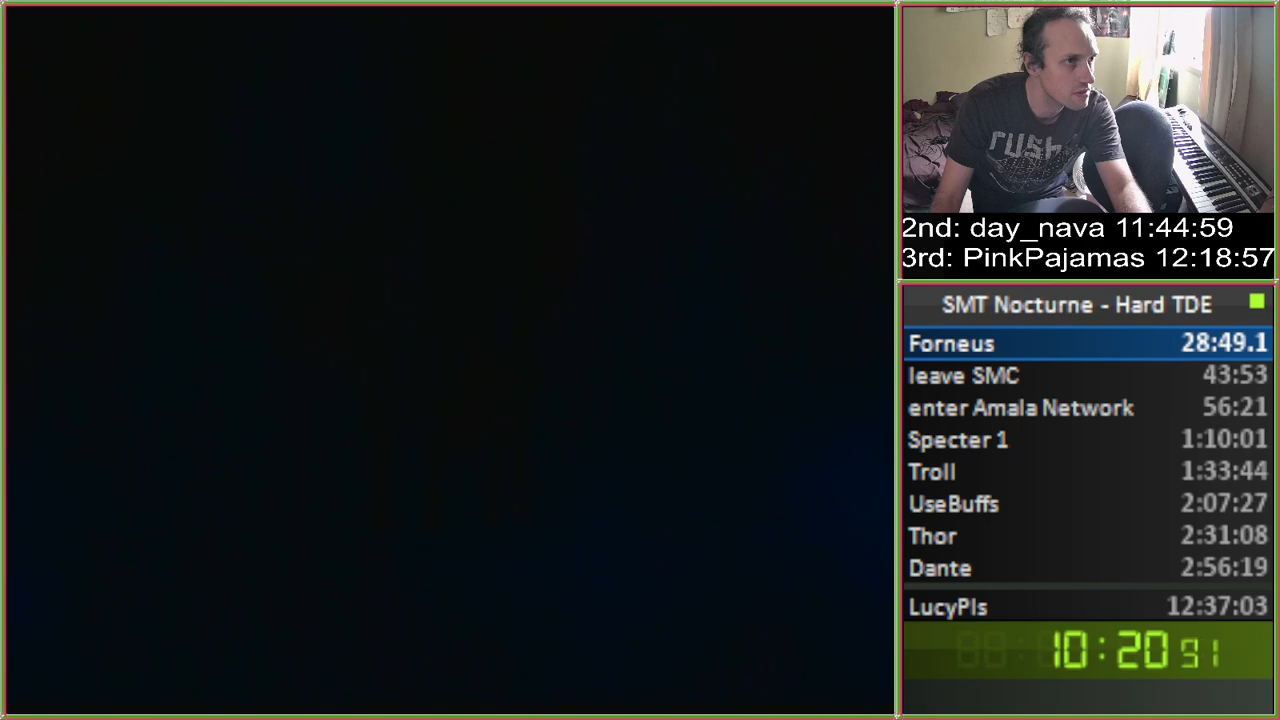 rush
2nd: day_nava 11:44:59
3rd: PinkPajamas 12:18:57
SMT Nocturne - Hard TDE
Forneus 28:49.1
leave SMC 43:53
enter Amala Network 56:21
Specter 1 1:10:01
Troll 1:33:44
UseBuffs 2:07:27
Thor 2:31:08
Dante 2:56:19
LucyPls 12:37:03
10:20 91